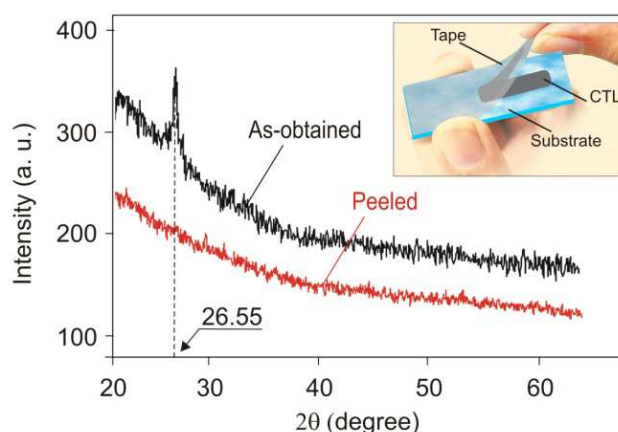 400
300
200
100
Intensity (a. u.)
As-obtained
Peeled
26.55
20
30
40
50
60
2θ (degree)
Tape
CTL
Substrate